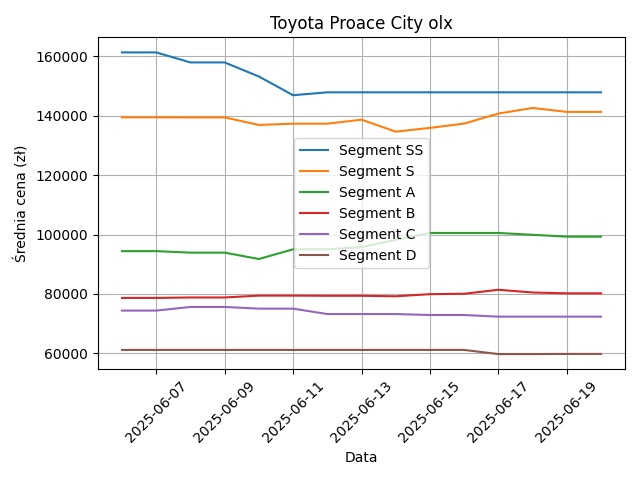 Toyota Proace City olx
160000
140000
120000
100000
80000
60000
Średnia cena (zł)
Segment SS
Segment S
Segment A
Segment B
Segment C
Segment D
2025-06-07
2025-06-09
2025-06-11
2025-06-13
2025-06-15
2025-06-17
2025-06-19
Data